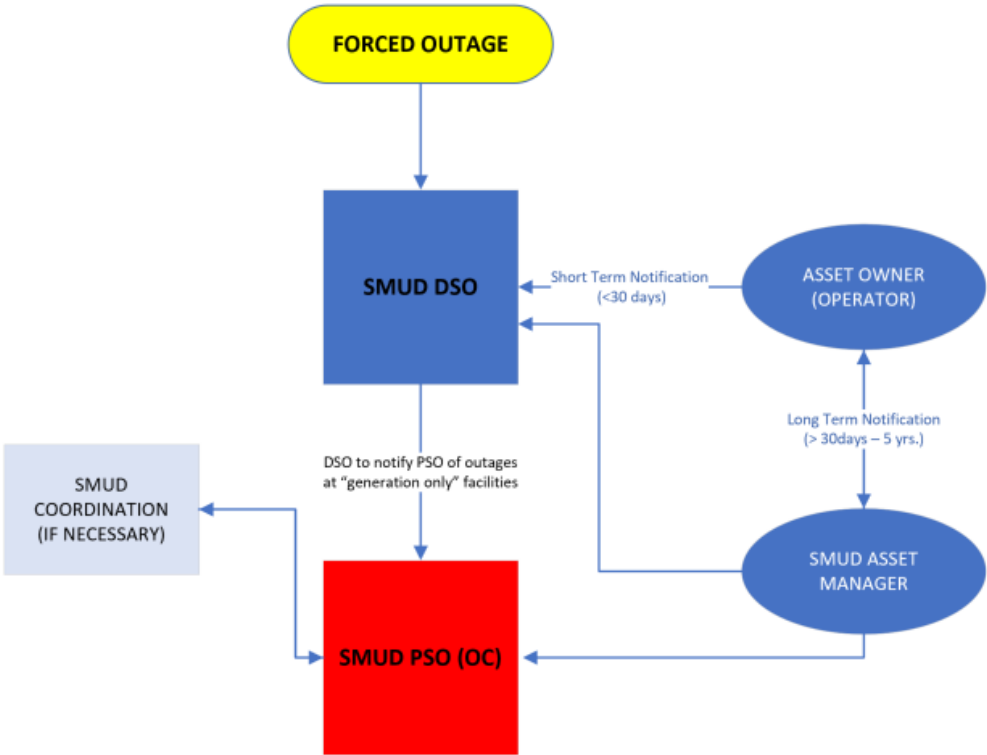 FORCED OUTAGE
SMUD DSO
Short Term Notification
(<30 days)
ASSET OWNER
(OPERATOR)
Long Term Notification
(> 30days – 5 yrs.)
DSO to notify PSO of outages
at “generation only” facilities
SMUD
COORDINATION
(IF NECESSARY)
SMUD ASSET
MANAGER
SMUD PSO (OC)